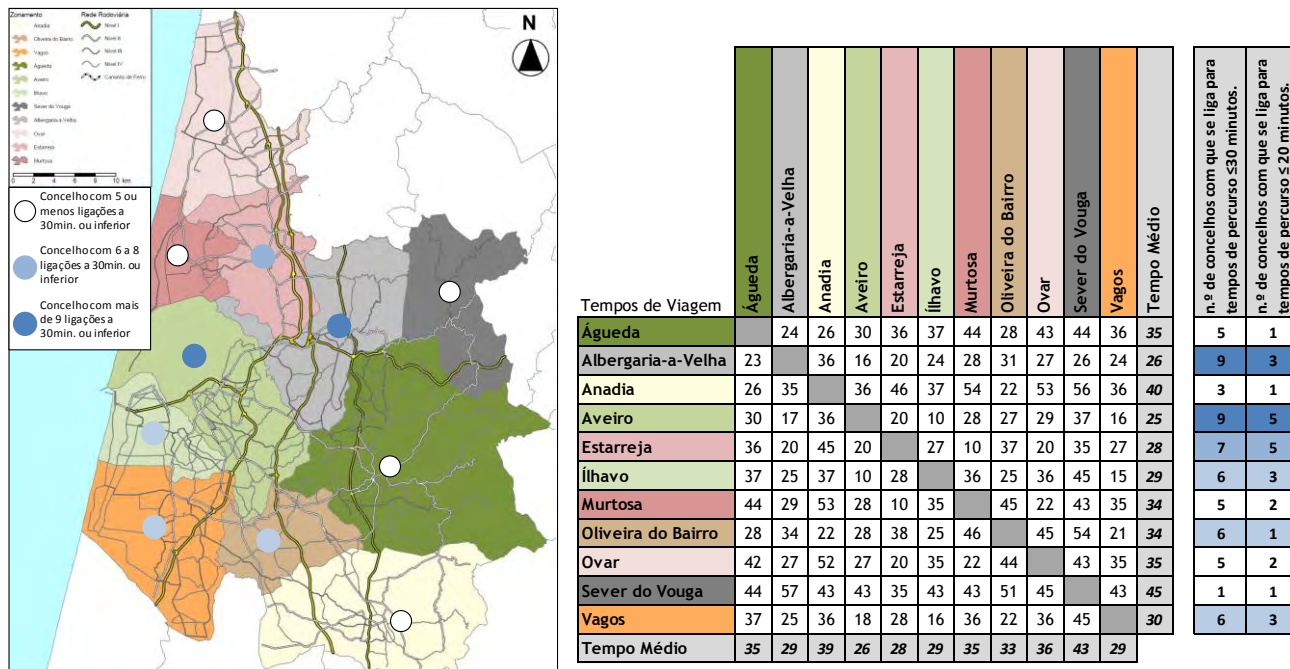 Zonamento
Anadia
Oliveira do Bairro
Vagos
Águeda
Aveiro
Ílhavo
Sever do Vouga
Albergaria-a-Velha
Ovar
Estarreja
Murtosa
Rede Rodoviária
Nível I
Nível II
Nível III
Nível IV
Caminho de Ferro
0 2 4 6 8 10 km
N
Concelho com 5 ou
menos ligações a
30min. ou inferior
Concelho com 6 a 8
ligações a 30min. ou
inferior
Concelho com mais
de 9 ligações a
30min. ou inferior
Tempos de Viagem Águeda Albergaria-a-Velha Anadia Aveiro Estarreja Ílhavo Murtosa Oliveira do Bairro Ovar Sever do Vouga Vagos Tempo Médio
n.º de concelhos com que se liga para
tempos de percurso ≤30 minutos.
n.º de concelhos com que se liga para
tempos de percurso ≤ 20 minutos.
Águeda 24 26 30 36 37 44 28 43 44 36 35 5 1
Albergaria-a-Velha 23 36 16 20 24 28 31 27 26 24 26 9 3
Anadia 26 35 36 46 37 54 22 53 56 36 40 3 1
Aveiro 30 17 36 20 10 28 27 29 37 16 25 9 5
Estarreja 36 20 45 20 27 10 37 20 35 27 28 7 5
Ílhavo 37 25 37 10 28 36 25 36 45 15 29 6 3
Murtosa 44 29 53 28 10 35 45 22 43 35 34 5 2
Oliveira do Bairro 28 34 22 28 38 25 46 45 54 21 34 6 1
Ovar 42 27 52 27 20 35 22 44 43 35 35 5 2
Sever do Vouga 44 57 43 43 35 43 43 51 45 43 45 1 1
Vagos 37 25 36 18 28 16 36 22 36 45 30 6 3
Tempo Médio 35 29 39 26 28 29 35 33 36 43 29